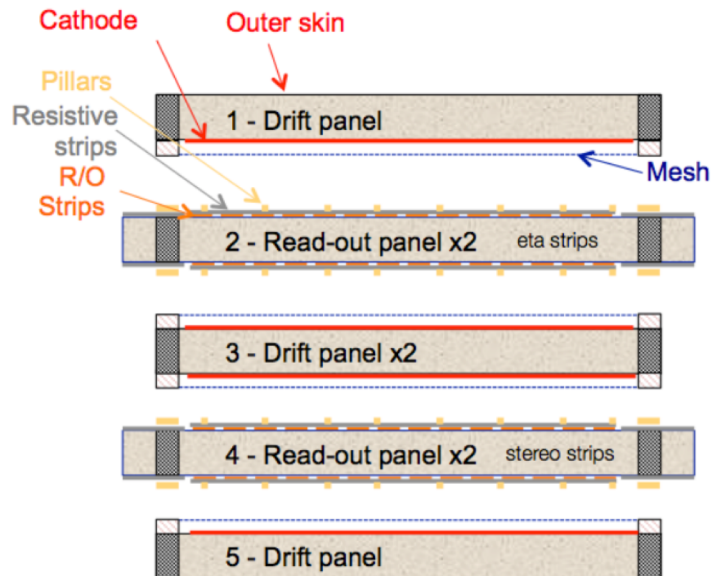 Cathode
Outer skin
Pillars
Resistive
strips
R/O
Strips
Mesh
1 - Drift panel
2 - Read-out panel x2
eta strips
3 - Drift panel x2
4 - Read-out panel x2
stereo strips
5 - Drift panel